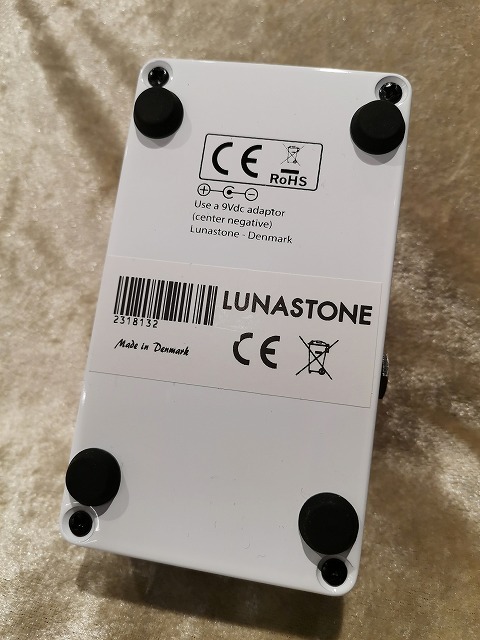 CE
RoHS
Use a 9Vdc adaptor
(center negative)
Lunastone - Denmark
2318132
LUNASTONE
Made in Denmark
CE